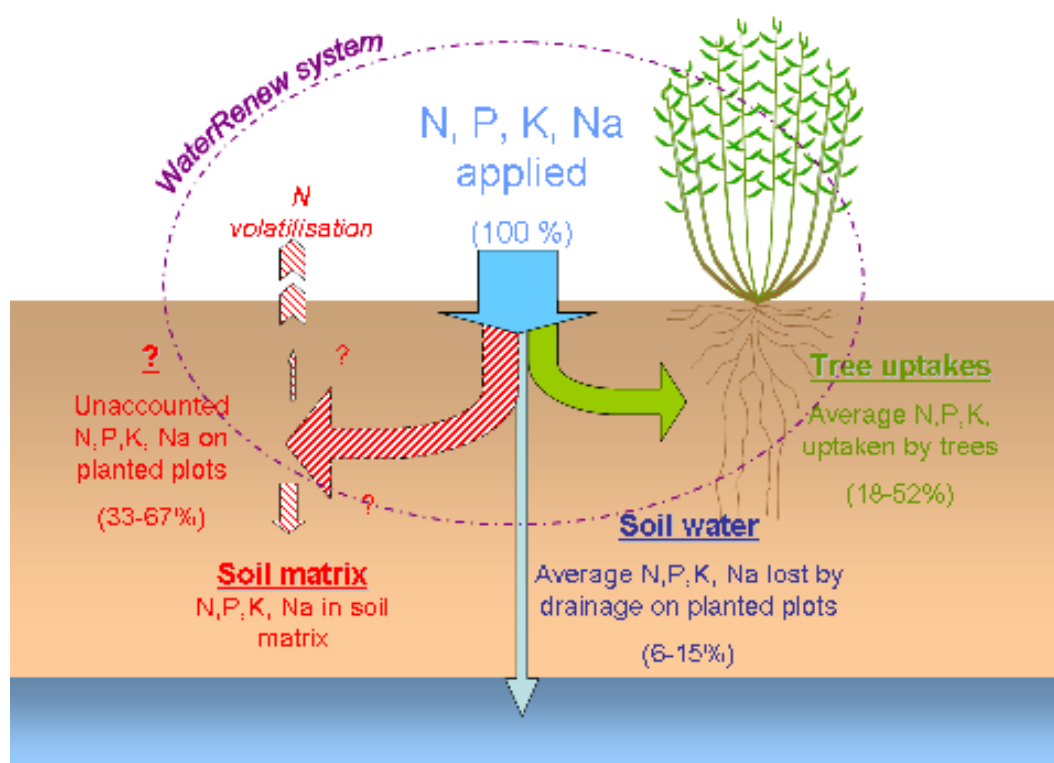 WaterRenew system
N, P, K, Na
applied
(100 %)
N
volatilisation
?
?
Unaccounted
N,P,K, Na on
planted plots
(33-67%)
?
Tree uptakes
Average N,P,K,
uptaken by trees
(18-52%)
Soil matrix
N,P,K, Na in soil
matrix
Soil water
Average N,P,K, Na lost by
drainage on planted plots
(6-15%)